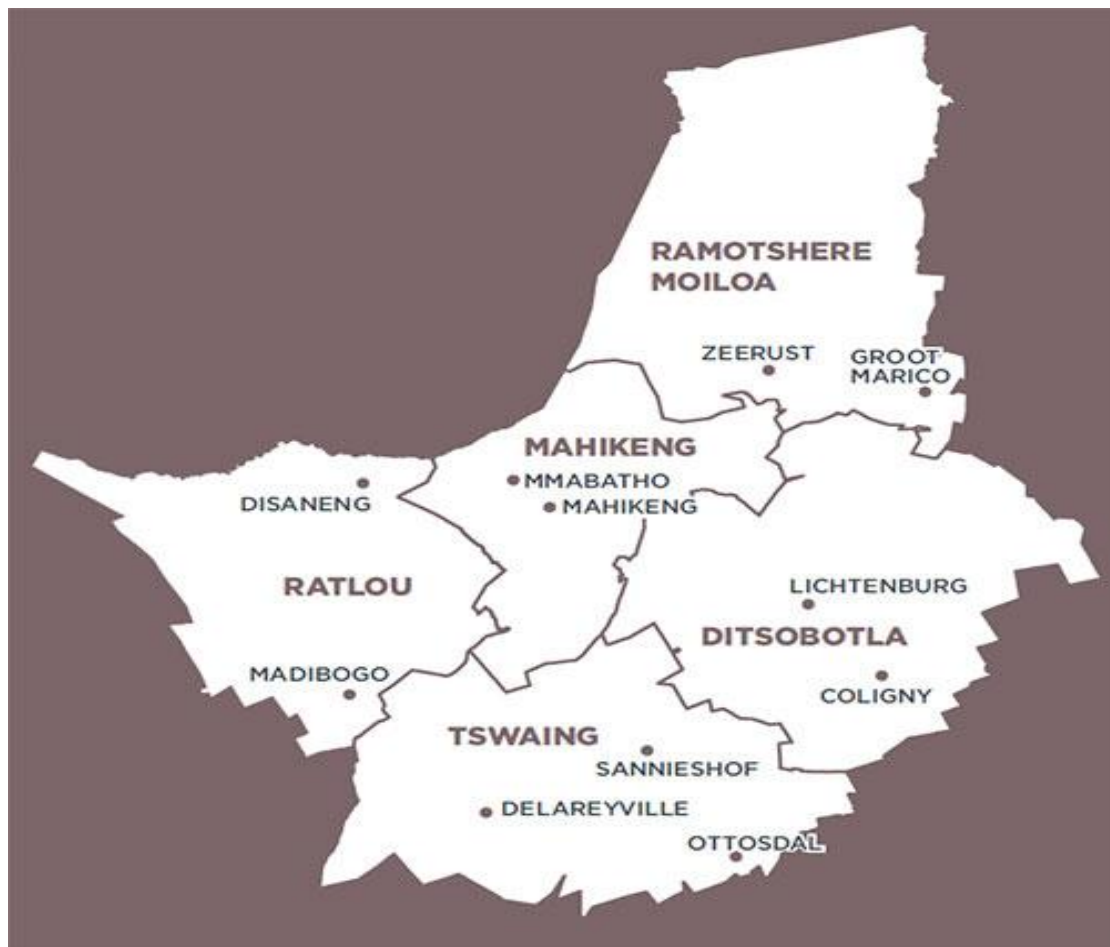 RAMOTSHERE
MOILOA
ZEERUST
GROOT
MARICO
MAHIKENG
MMABATHO
MAHIKENG
DISANENG
RATLOU
LICHTENBURG
DITSOBOTLA
MADIBOGO
COLIGNY
TSWAING
SANNIESHOF
DELAREYVILLE
OTTOSDAL